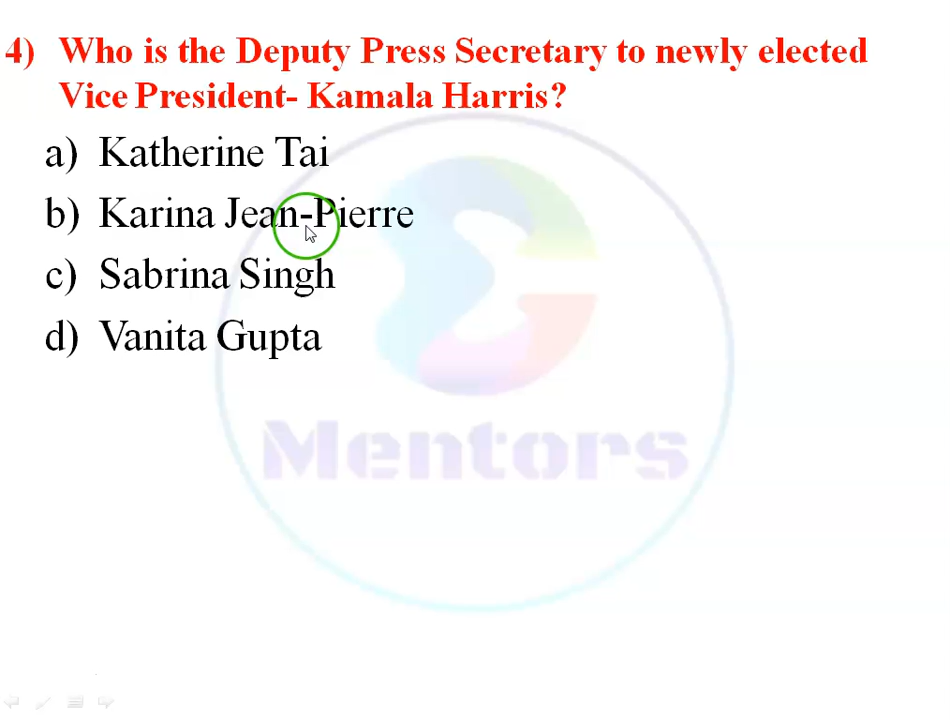 4) Who is the Deputy Press Secretary to newly elected
Vice President- Kamala Harris?
a) Katherine Tai
b) Karina Jean-Pierre
c) Sabrina Singh
d) Vanita Gupta
Mentors